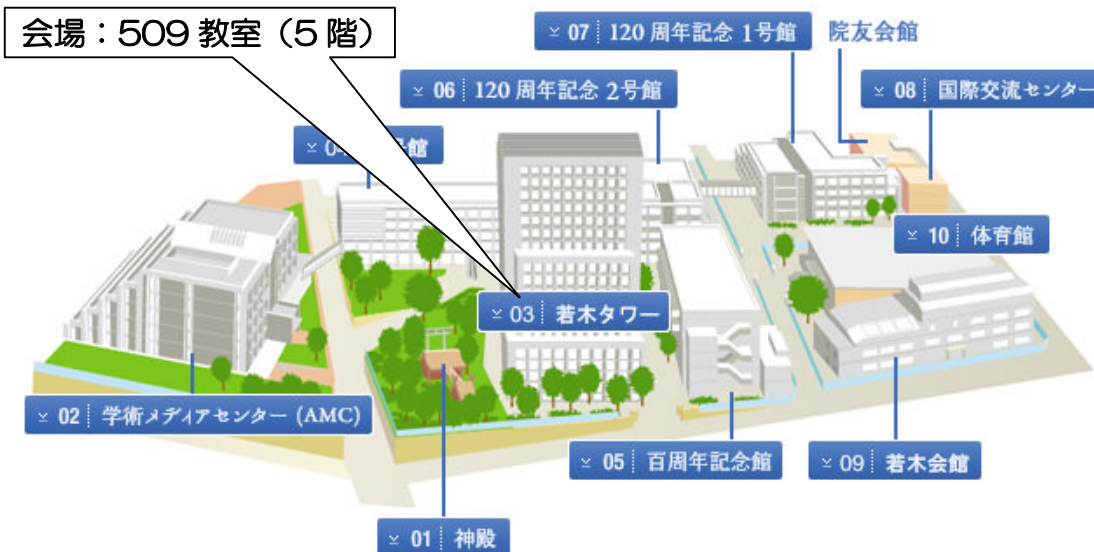 会場：509 教室（5 階）
07 120 周年記念 1号館
院友会館
06 120 周年記念 2号館
08 国際交流センター
号館
10 体育館
03 若木タワー
02 学術メディアセンター (AMC)
05 百周年記念館
09 若木会館
01 神殿